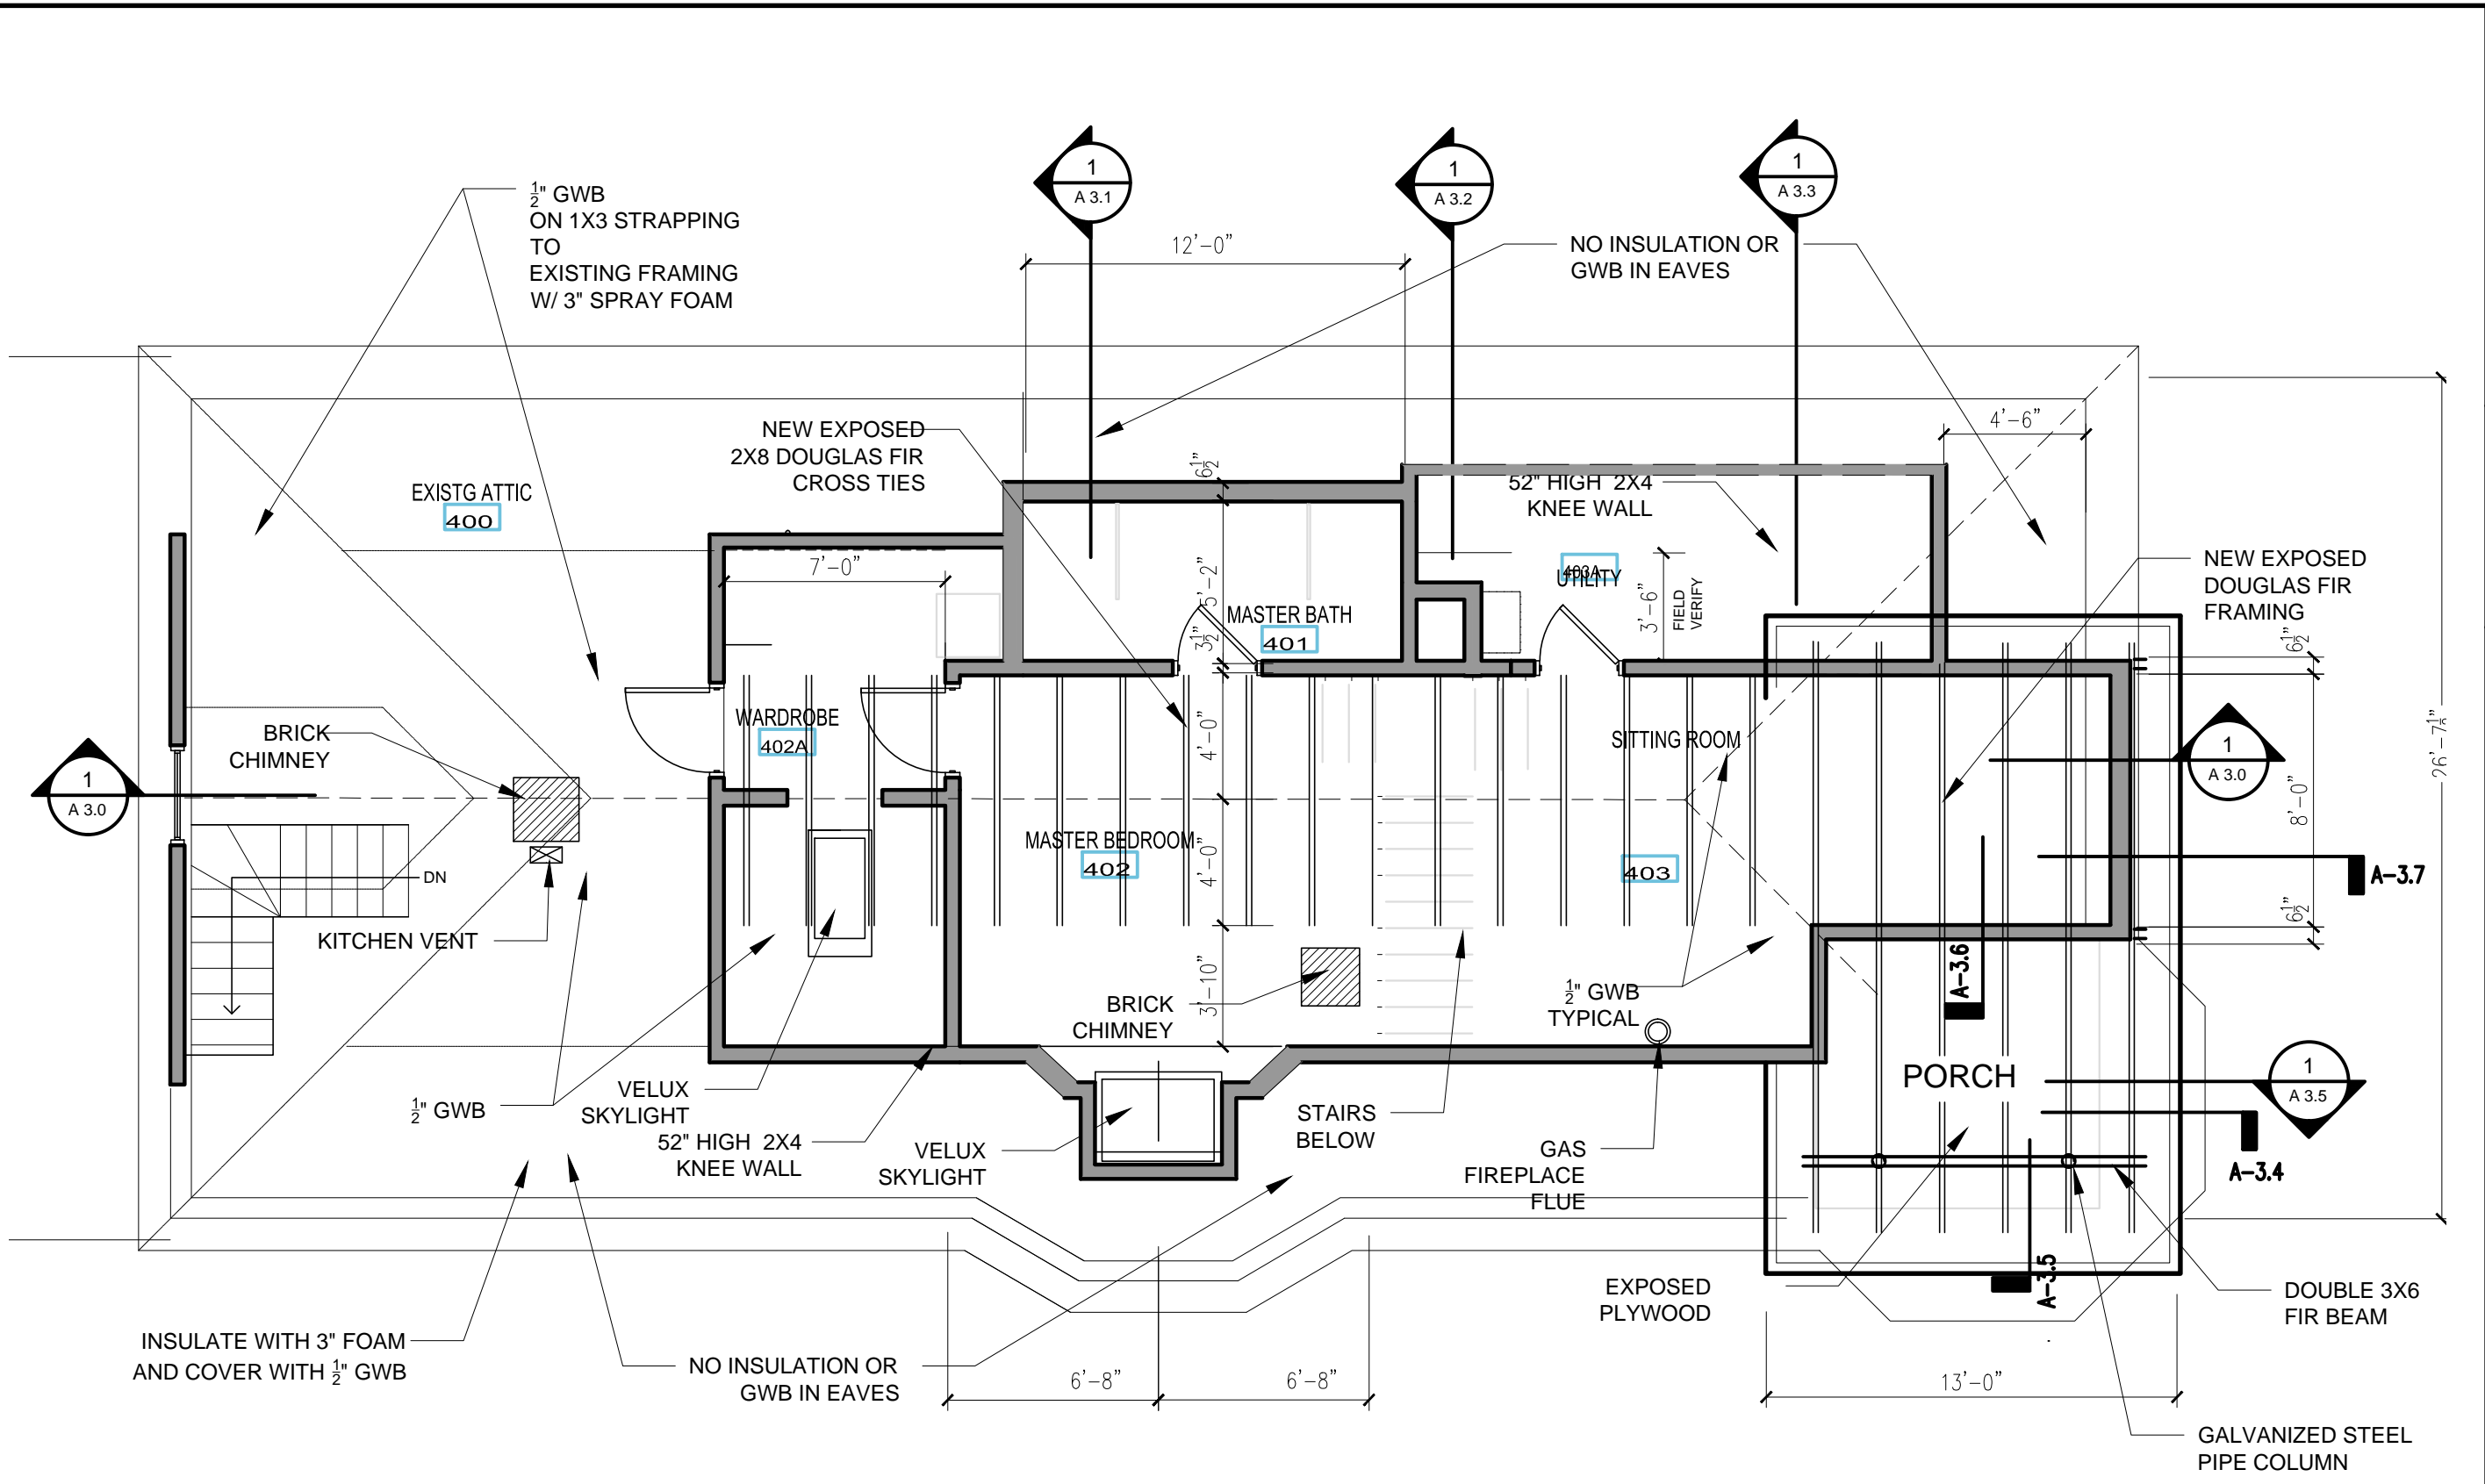 1
A 3.1
1
A 3.2
1
A 3.3
½" GWB
ON 1X3 STRAPPING
TO
EXISTING FRAMING
W/ 3" SPRAY FOAM
12'-0"
NO INSULATION OR
GWB IN EAVES
NEW EXPOSED
2X8 DOUGLAS FIR
CROSS TIES
4'-6"
6½"
EXISTG ATTIC
400
52" HIGH 2X4
KNEE WALL
7'-0"
5'-2"
403A
UTILITY
3'-6"
FIELD
VERIFY
NEW EXPOSED
DOUGLAS FIR
FRAMING
MASTER BATH
401
3½"
6½"
BRICK
CHIMNEY
WARDROBE
402A
4'-0"
SITTING ROOM
1
A 3.0
1
A 3.0
8'-0"
MASTER BEDROOM
402
4'-0"
403
A-3.7
DN
KITCHEN VENT
6½"
A-3.6
BRICK
CHIMNEY
3'-10"
½" GWB
TYPICAL
PORCH
1
A 3.5
½" GWB
VELUX
SKYLIGHT
52" HIGH 2X4
KNEE WALL
VELUX
SKYLIGHT
STAIRS
BELOW
GAS
FIREPLACE
FLUE
A-3.4
A-3.5
EXPOSED
PLYWOOD
DOUBLE 3X6
FIR BEAM
INSULATE WITH 3" FOAM
AND COVER WITH ½" GWB
NO INSULATION OR
GWB IN EAVES
6'-8"
6'-8"
13'-0"
GALVANIZED STEEL
PIPE COLUMN